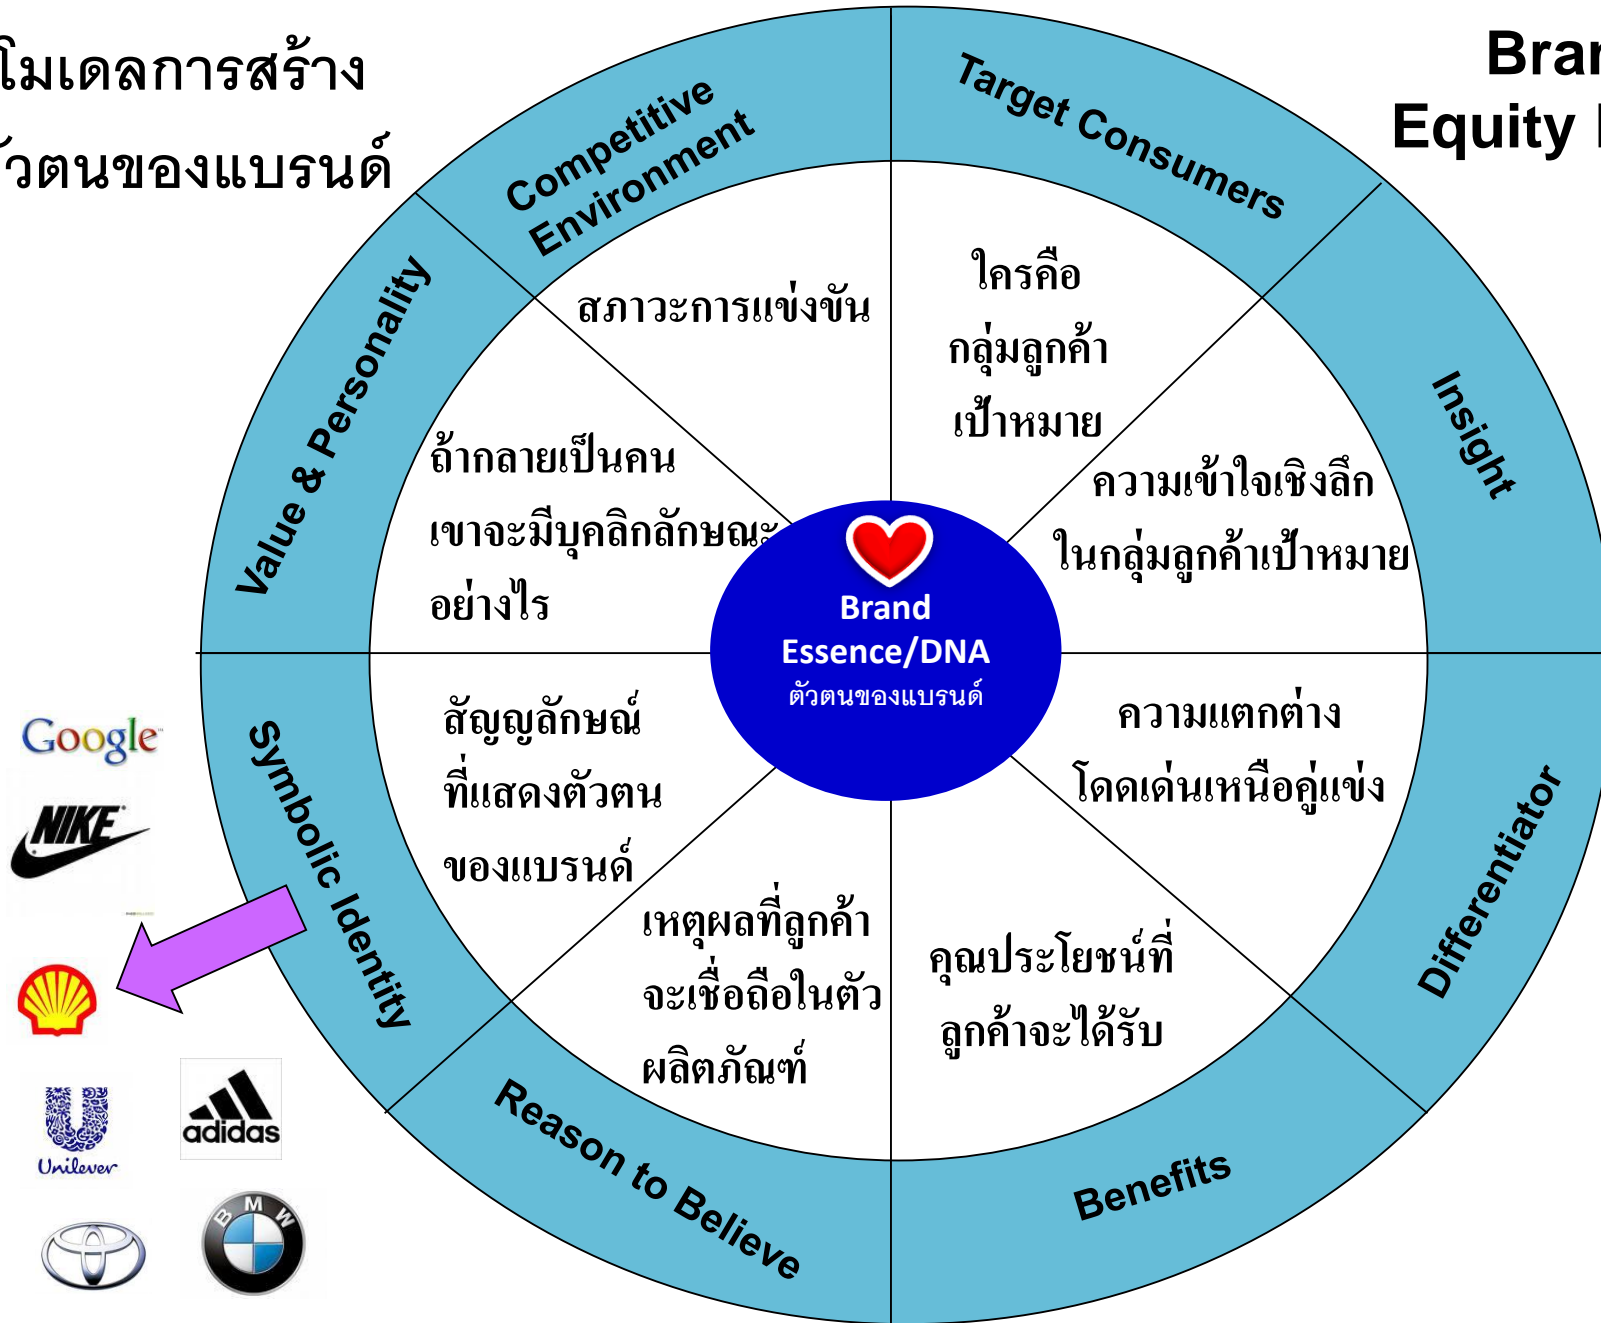 โมเดลการสร้าง
ตัวตนของแบรนด์
Bran
Equity
Competitive
Environment
Target Consumers
Insight
Differentiator
Benefits
Reason to Believe
Symbolic Identity
Value & Personality
สภาวะการแข่งขัน
ใครคือ
กลุ่มลูกค้า
เป้าหมาย
ความเข้าใจเชิงลึก
ในกลุ่มลูกค้าเป้าหมาย
ความแตกต่าง
โดดเด่นเหนือคู่แข่ง
คุณประโยชน์ที่
ลูกค้าจะได้รับ
เหตุผลที่ลูกค้า
จะเชื่อถือในตัว
ผลิตภัณฑ์
สัญญลักษณ์
ที่แสดงตัวตน
ของแบรนด์
ถ้ากลายเป็นคน
เขาจะมีบุคลิกลักษณะ
อย่างไร
Brand
Essence/DNA
ตัวตนของแบรนด์
Google
NIKE
Unilever
adidas
BMW